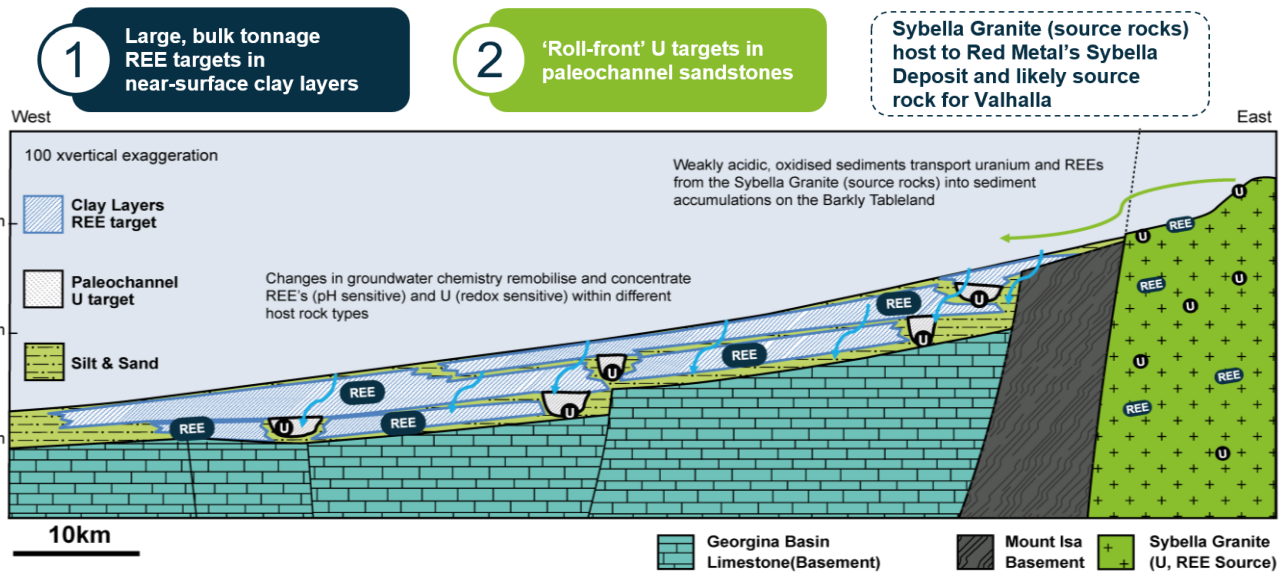 1
Large, bulk tonnage
REE targets in
near-surface clay layers
2
‘Roll-front’ U targets in
paleochannel sandstones
Sybella Granite (source rocks)
host to Red Metal’s Sybella
Deposit and likely source
rock for Valhalla
West
East
100 xvertical exaggeration
Weakly acidic, oxidised sediments transport uranium and REEs
from the Sybella Granite (source rocks) into sediment
accumulations on the Barkly Tableland
Clay Layers
REE target
Paleochannel
U target
Silt & Sand
Changes in groundwater chemistry remobilise and concentrate
REE's (pH sensitive) and U (redox sensitive) within different
host rock types
U
REE
U
REE
U
U
REE
U
REE
U
REE
U
U
REE
REE
U
REE
U
REE
REE
U
U
10km
Georgina Basin
Limestone(Basement)
Mount Isa
Basement
Sybella Granite
(U, REE Source)